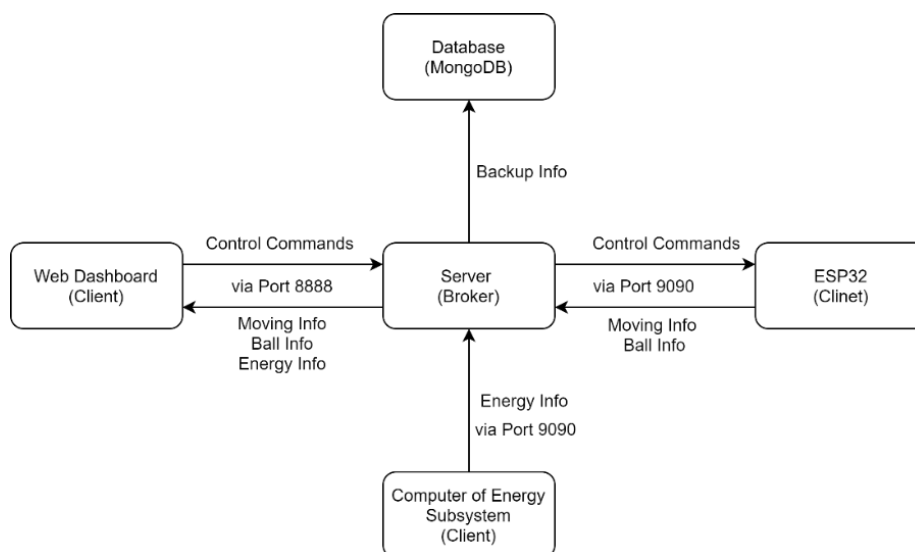 Database
(MongoDB)
Backup Info
Control Commands
Control Commands
Web Dashboard
(Client)
via Port 8888
Server
(Broker)
via Port 9090
ESP32
(Clinet)
Moving Info
Ball Info
Energy Info
Moving Info
Ball Info
Energy Info
via Port 9090
Computer of Energy
Subsystem
(Client)